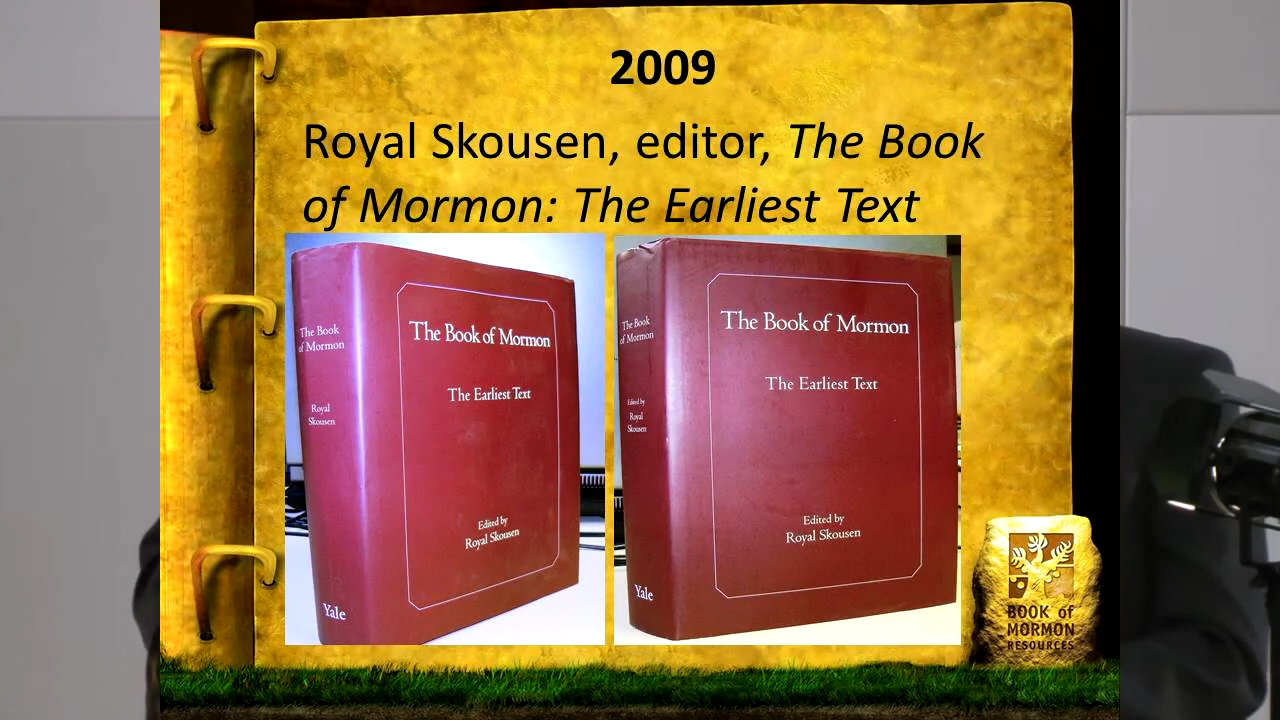 2009
Royal Skousen, editor, The Book
of Mormon: The Earliest Text
The Book
of Mormon
Royal
Skousen
Yale
The Book of Mormon
The Earliest Text
Edited by
Royal Skousen
The Book
of Mormon
Edited by
Royal
Skousen
Yale
The Book of Mormon
The Earliest Text
Edited by
Royal Skousen
BOOK of
MORMON
RESOURCES